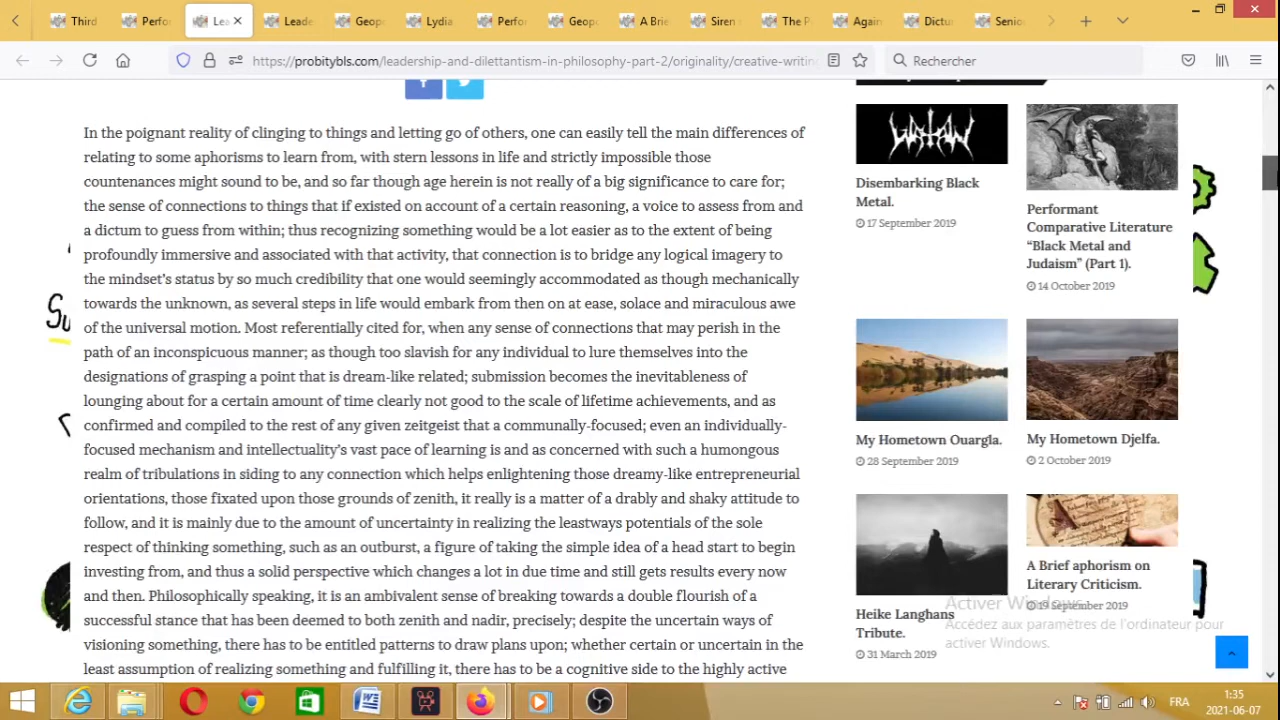 Third
Perfo
Lea
Leade
Geop
Lydia
Perfo
Geopo
A Brie
Siren
The P
Again
Dictu
Senio
https://probitybls.com/leadership-and-dilettantism-in-philosophy-part-2/originality/creative-writin
Rechercher
In the poignant reality of clinging to things and letting go of others, one can easily tell the main differences of
relating to some aphorisms to learn from, with stern lessons in life and strictly impossible those
countenances might sound to be, and so far though age herein is not really of a big significance to care for;
the sense of connections to things that if existed on account of a certain reasoning, a voice to assess from and
a dictum to guess from within; thus recognizing something would be a lot easier as to the extent of being
profoundly immersive and associated with that activity, that connection is to bridge any logical imagery to
the mindset's status by so much credibility that one would seemingly accommodated as though mechanically
towards the unknown, as several steps in life would embark from then on at ease, solace and miraculous awe
of the universal motion. Most referentially cited for, when any sense of connections that may perish in the
path of an inconspicuous manner; as though too slavish for any individual to lure themselves into the
designations of grasping a point that is dream-like related; submission becomes the inevitableness of
lounging about for a certain amount of time clearly not good to the scale of lifetime achievements, and as
confirmed and compiled to the rest of any given zeitgeist that a communally-focused; even an individually-
focused mechanism and intellectuality's vast pace of learning is and as concerned with such a humongous
realm of tribulations in siding to any connection which helps enlightening those dreamy-like entrepreneurial
orientations, those fixated upon those grounds of zenith, it really is a matter of a drably and shaky attitude to
follow, and it is mainly due to the amount of uncertainty in realizing the leastways potentials of the sole
respect of thinking something, such as an outburst, a figure of taking the simple idea of a head start to begin
investing from, and thus a solid perspective which changes a lot in due time and still gets results every now
and then. Philosophically speaking, it is an ambivalent sense of breaking towards a double flourish of a
successful stance that has been deemed to both zenith and nadir, precisely; despite the uncertain ways of
visioning something, there has to be entitled patterns to draw plans upon; whether certain or uncertain in the
least assumption of realizing something and fulfilling it, there has to be a cognitive side to the highly active
Su
WATAIN
Disembarking Black
Metal.
17 September 2019
Performant
Comparative Literature
“Black Metal and
Judaism” (Part 1).
14 October 2019
My Hometown Ouargla.
28 September 2019
My Hometown Djelfa.
2 October 2019
Heike Langhans
Tribute.
31 March 2019
A Brief aphorism on
Literary Criticism.
19 September 2019
Activer Windows
Accédez aux paramètres de l'ordinateur pour
activer Windows.
FRA
1:35
2021-06-07